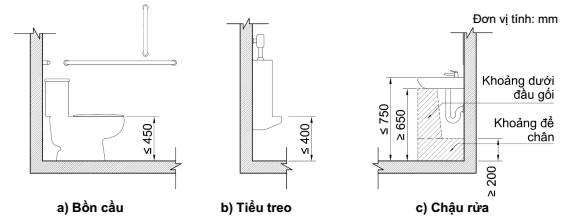 Đơn vị tính: mm
Khoảng dưới
đầu gối
Khoảng để
chân
≤ 450
≤ 400
≤ 750
≥ 650
≥ 200
a) Bồn cầu
b) Tiểu treo
c) Chậu rửa